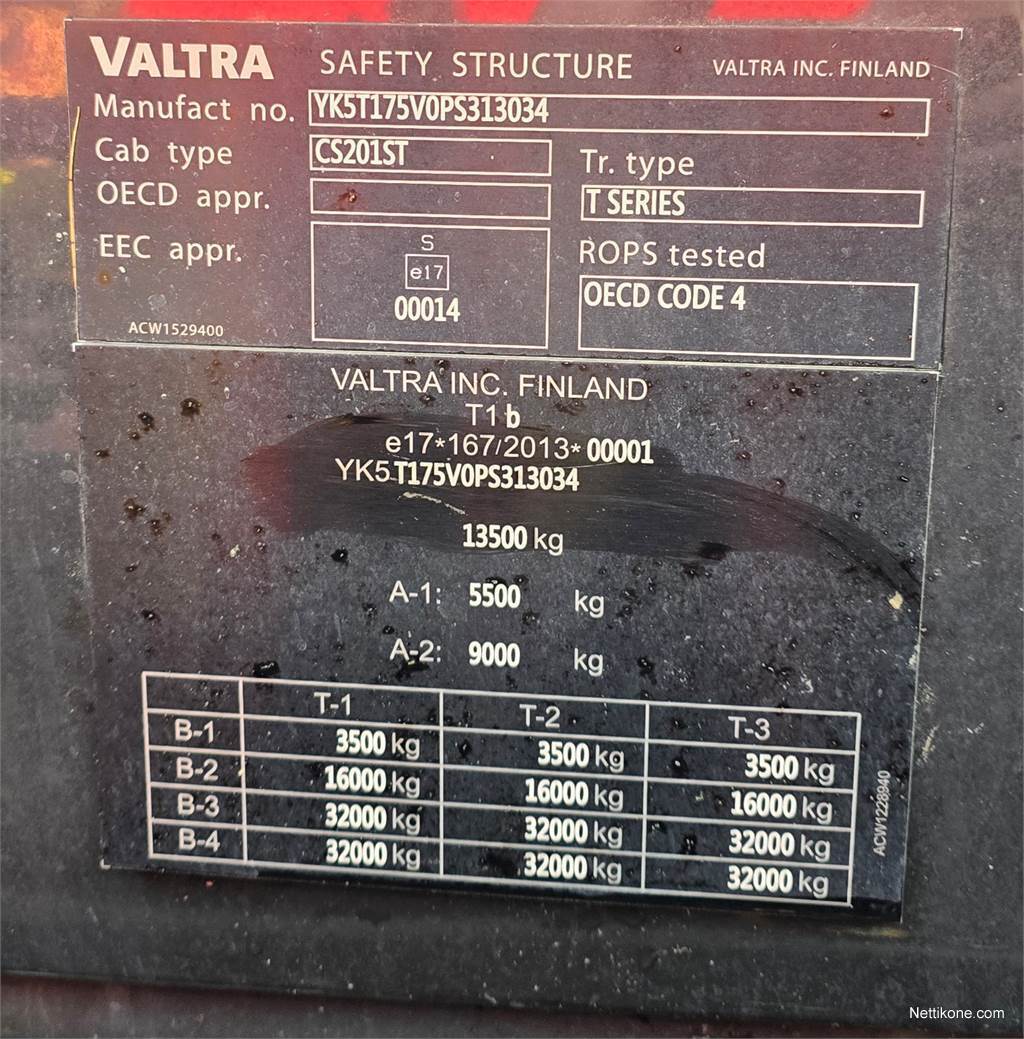 VALTRA SAFETY STRUCTURE VALTRA INC. FINLAND
Manufact no. YK5T175V0PS313034
Cab type CS201ST Tr. type
OECD appr. T SERIES
EEC appr. S ROPS tested
e17
00014 OECD CODE 4
ACW1529400
VALTRA INC. FINLAND
T1 b
e17*167/2013*00001
YK5T175V0PS313034
13500 kg
A-1: 5500 kg
A-2: 9000 kg
T-1 T-2 T-3
B-1 3500 kg 3500 kg 3500 kg
B-2 16000 kg 16000 kg 16000 kg
B-3 32000 kg 32000 kg 32000 kg
B-4 32000 kg 32000 kg 32000 kg
ACW1228940
Nettikone.com